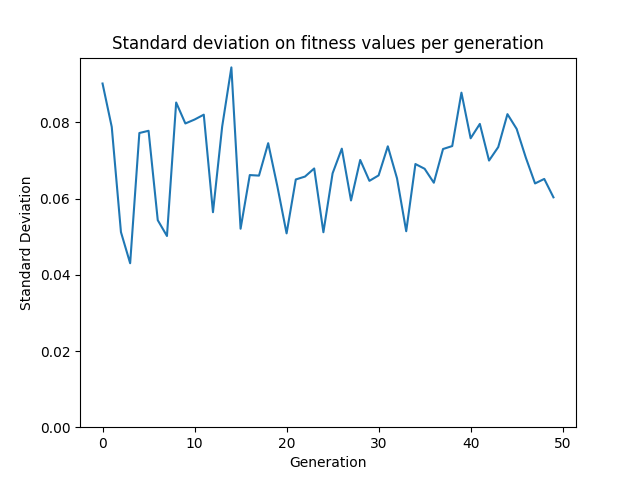 Standard deviation on fitness values per generation
0.08
0.06
0.04
0.02
0.00
Standard Deviation
0 10 20 30 40 50
Generation